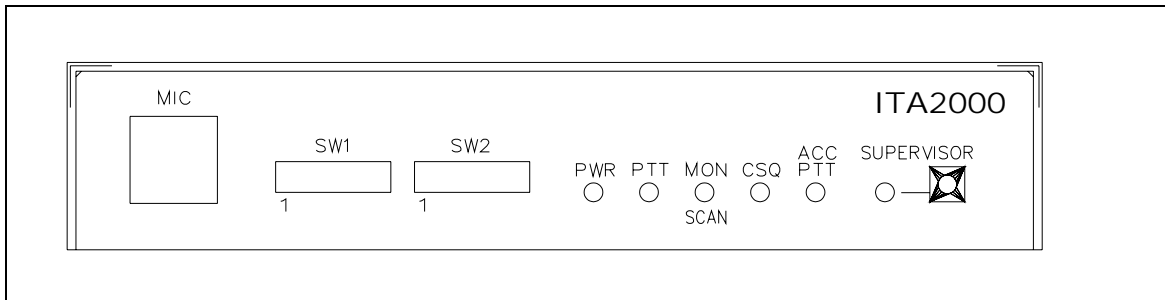 MIC
ITA2000
SW1
SW2
1
1
PWR
PTT
MON
SCAN
CSQ
ACC
PTT
SUPERVISOR